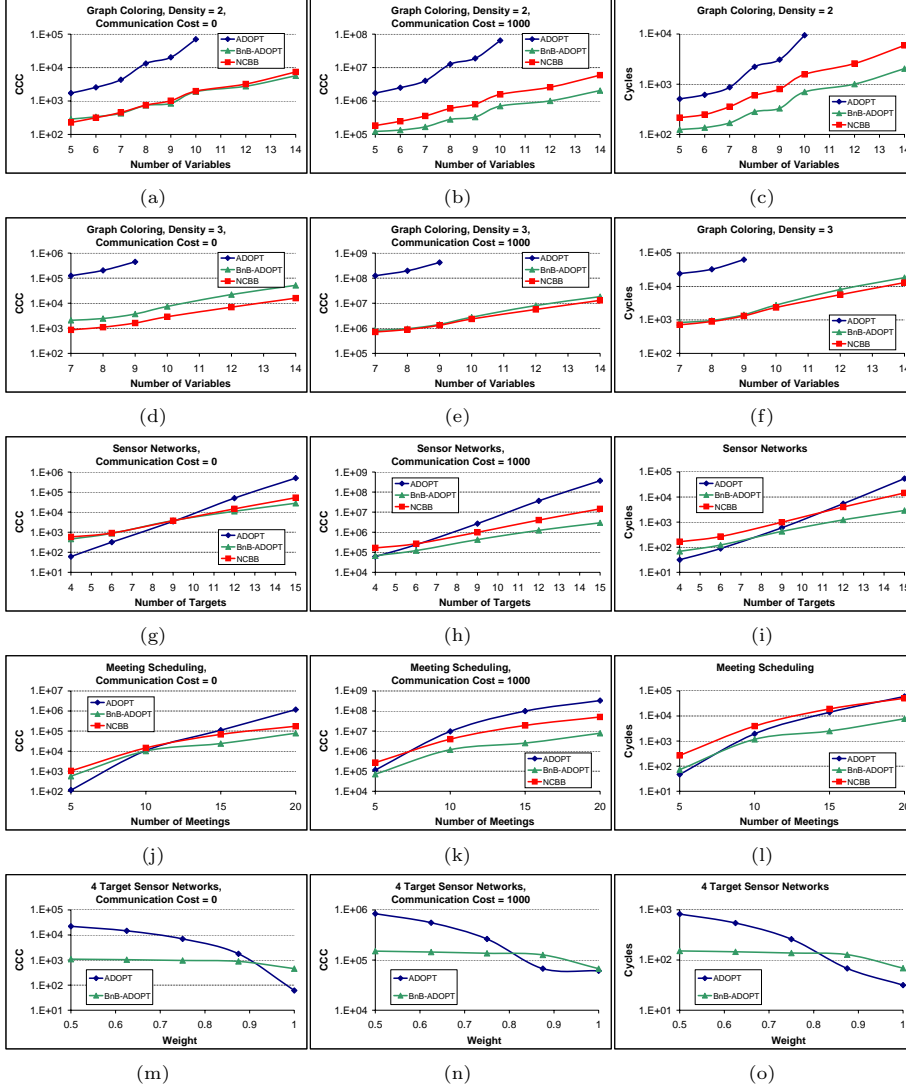 Graph Coloring, Density = 2,
Communication Cost = 0
1.E+05
1.E+04
1.E+03
1.E+02
CCC
ADOPT
BnB-ADOPT
NCBB
5 6 7 8 9 10 11 12 13 14
Number of Variables
(a)
Graph Coloring, Density = 2,
Communication Cost = 1000
1.E+08
1.E+07
1.E+06
1.E+05
CCC
ADOPT
BnB-ADOPT
NCBB
5 6 7 8 9 10 11 12 13 14
Number of Variables
(b)
Graph Coloring, Density = 2
1.E+04
1.E+03
1.E+02
Cycles
ADOPT
BnB-ADOPT
NCBB
5 6 7 8 9 10 11 12 13 14
Number of Variables
(c)
Graph Coloring, Density = 3,
Communication Cost = 0
1.E+06
1.E+05
1.E+04
1.E+03
1.E+02
CCC
ADOPT
BnB-ADOPT
NCBB
7 8 9 10 11 12 13 14
Number of Variables
(d)
Graph Coloring, Density = 3,
Communication Cost = 1000
1.E+09
1.E+08
1.E+07
1.E+06
1.E+05
CCC
ADOPT
BnB-ADOPT
NCBB
7 8 9 10 11 12 13 14
Number of Variables
(e)
Graph Coloring, Density = 3
1.E+05
1.E+04
1.E+03
1.E+02
Cycles
ADOPT
BnB-ADOPT
NCBB
7 8 9 10 11 12 13 14
Number of Variables
(f)
Sensor Networks,
Communication Cost = 0
1.E+06
1.E+05
1.E+04
1.E+03
1.E+02
1.E+01
CCC
ADOPT
BnB-ADOPT
NCBB
4 5 6 7 8 9 10 11 12 13 14 15
Number of Targets
(g)
Sensor Networks,
Communication Cost = 1000
1.E+09
1.E+08
1.E+07
1.E+06
1.E+05
1.E+04
CCC
ADOPT
BnB-ADOPT
NCBB
4 5 6 7 8 9 10 11 12 13 14 15
Number of Targets
(h)
Sensor Networks
1.E+05
1.E+04
1.E+03
1.E+02
1.E+01
Cycles
ADOPT
BnB-ADOPT
NCBB
4 5 6 7 8 9 10 11 12 13 14 15
Number of Targets
(i)
Meeting Scheduling,
Communication Cost = 0
1.E+07
1.E+06
1.E+05
1.E+04
1.E+03
1.E+02
CCC
ADOPT
BnB-ADOPT
NCBB
5 10 15 20
Number of Meetings
(j)
Meeting Scheduling,
Communication Cost = 1000
1.E+09
1.E+08
1.E+07
1.E+06
1.E+05
1.E+04
CCC
ADOPT
BnB-ADOPT
NCBB
5 10 15 20
Number of Meetings
(k)
Meeting Scheduling
1.E+05
1.E+04
1.E+03
1.E+02
1.E+01
Cycles
ADOPT
BnB-ADOPT
NCBB
5 10 15 20
Number of Meetings
(l)
4 Target Sensor Networks,
Communication Cost = 0
1.E+05
1.E+04
1.E+03
1.E+02
1.E+01
CCC
ADOPT
BnB-ADOPT
0.5 0.6 0.7 0.8 0.9 1
Weight
(m)
4 Target Sensor Networks,
Communication Cost = 1000
1.E+06
1.E+05
1.E+04
CCC
ADOPT
BnB-ADOPT
0.5 0.6 0.7 0.8 0.9 1
Weight
(n)
4 Target Sensor Networks
1.E+03
1.E+02
1.E+01
Cycles
ADOPT
BnB-ADOPT
0.5 0.6 0.7 0.8 0.9 1
Weight
(o)